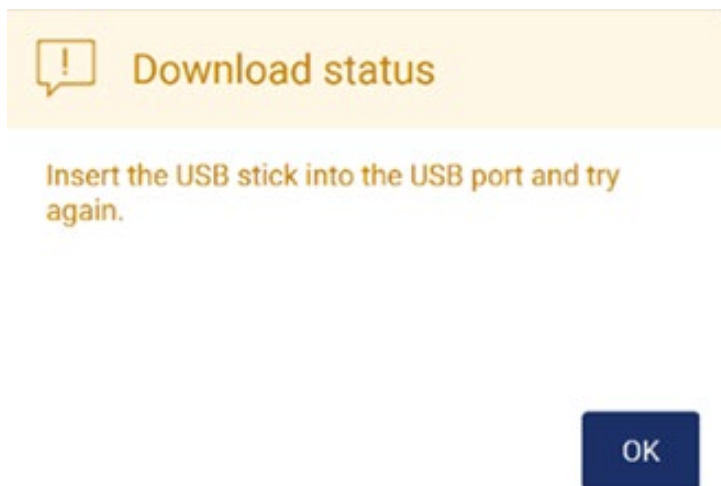 Download status
Insert the USB stick into the USB port and try
again.
OK